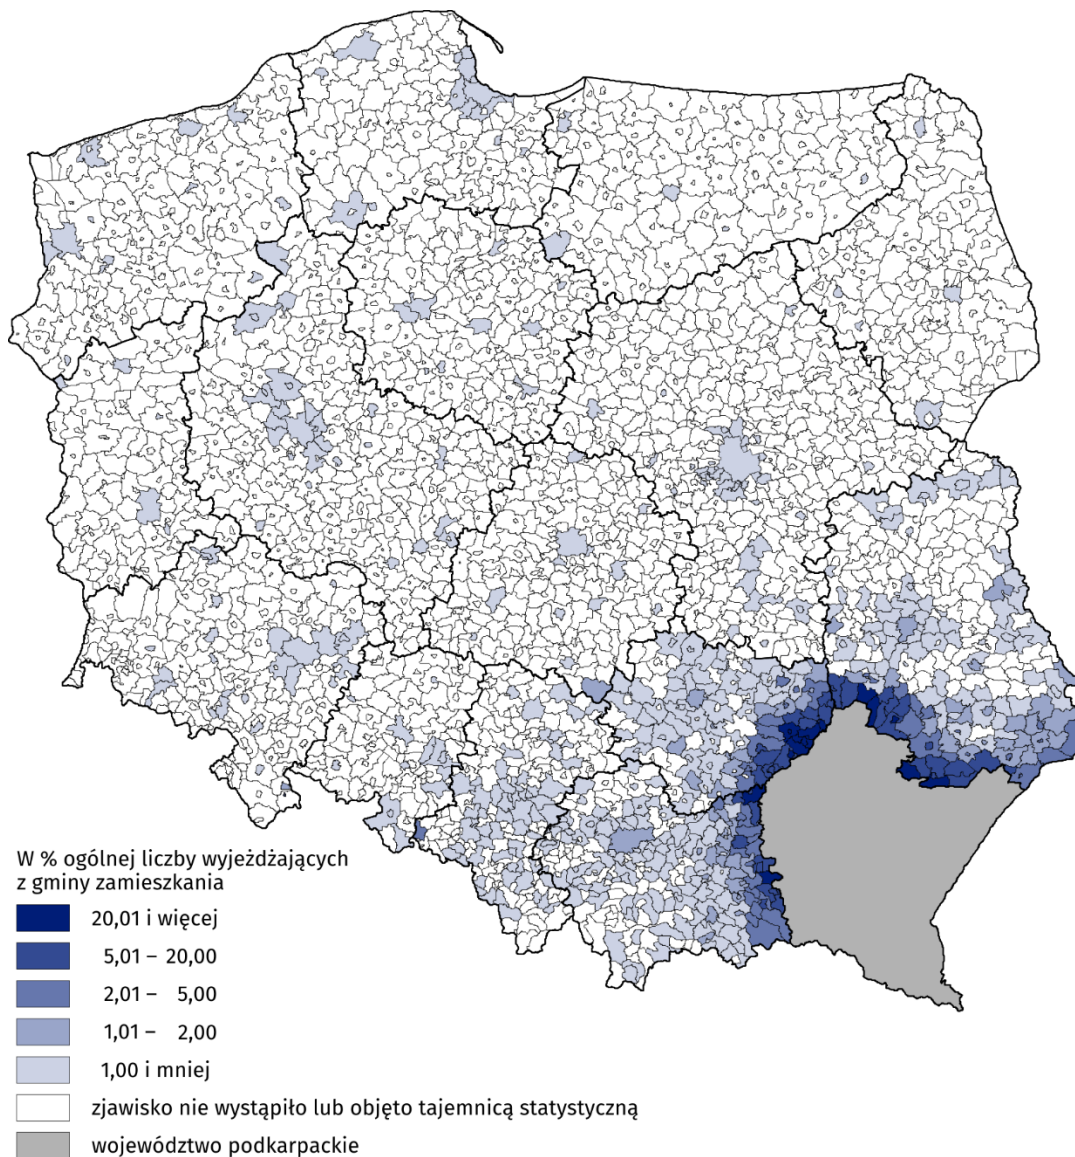 W % ogólnej liczby wyjeżdżających
z gminy zamieszkania
20,01 i więcej
5,01 – 20,00
2,01 – 5,00
1,01 – 2,00
1,00 i mniej
zjawisko nie wystąpiło lub objęto tajemnicą statystyczną
województwo podkarpackie